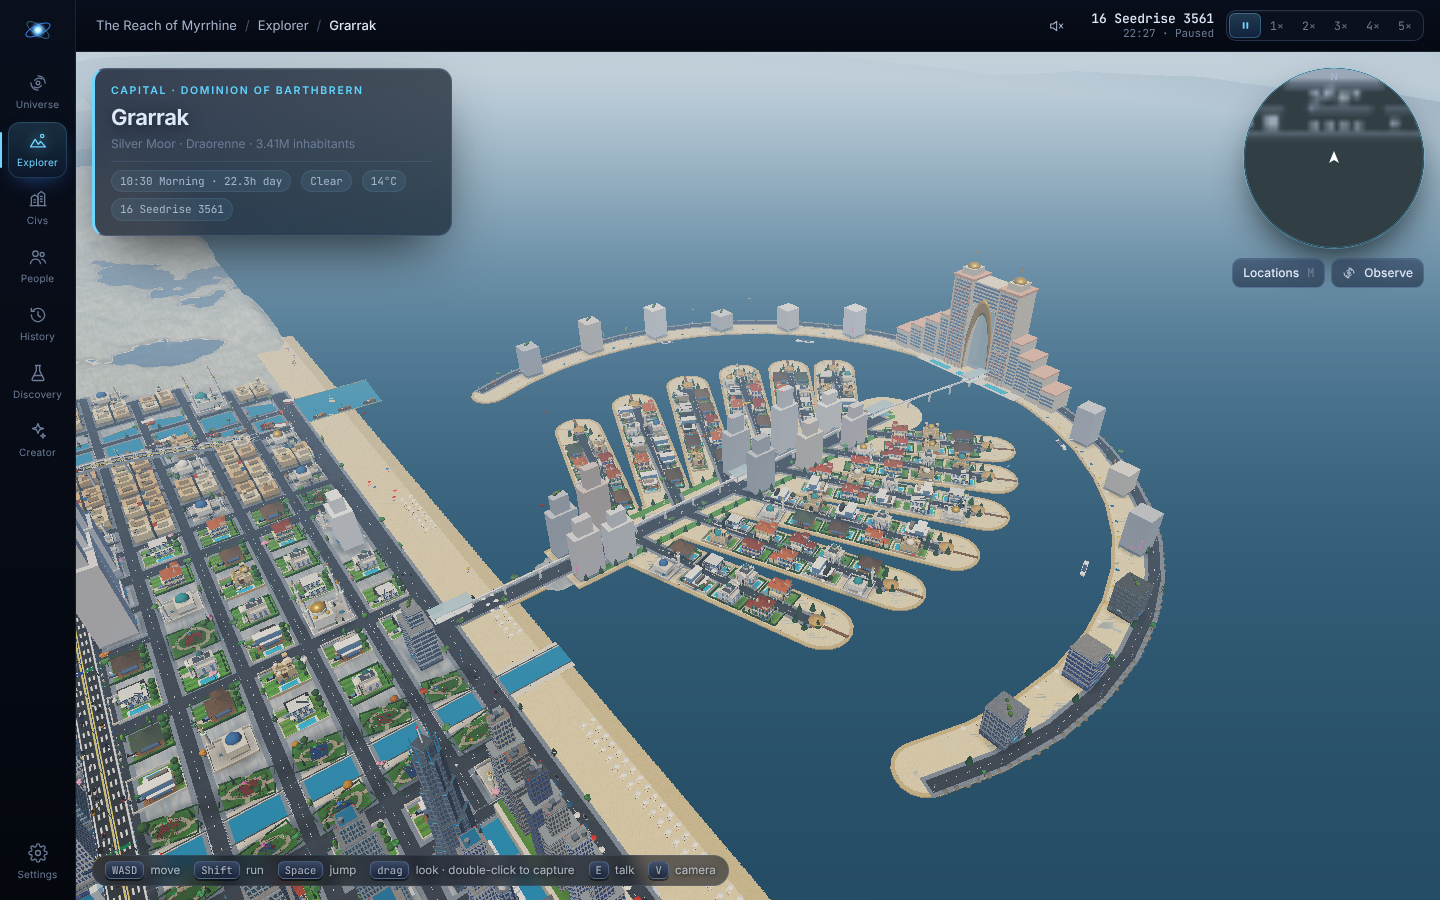 The Reach of Myrrhine / Explorer / Grarrak
16 Seedrise 3561
22:27 · Paused
1×
2×
3×
4×
5×
Universe
Explorer
Civs
People
History
Discovery
Creator
Settings
CAPITAL · DOMINION OF BARTHBRERN
Grarrak
Silver Moor · Draorenne · 3.41M inhabitants
10:30 Morning · 22.3h day
Clear
14°C
16 Seedrise 3561
N
Locations M
Observe
WASD move Shift run Space jump drag look · double-click to capture E talk V camera